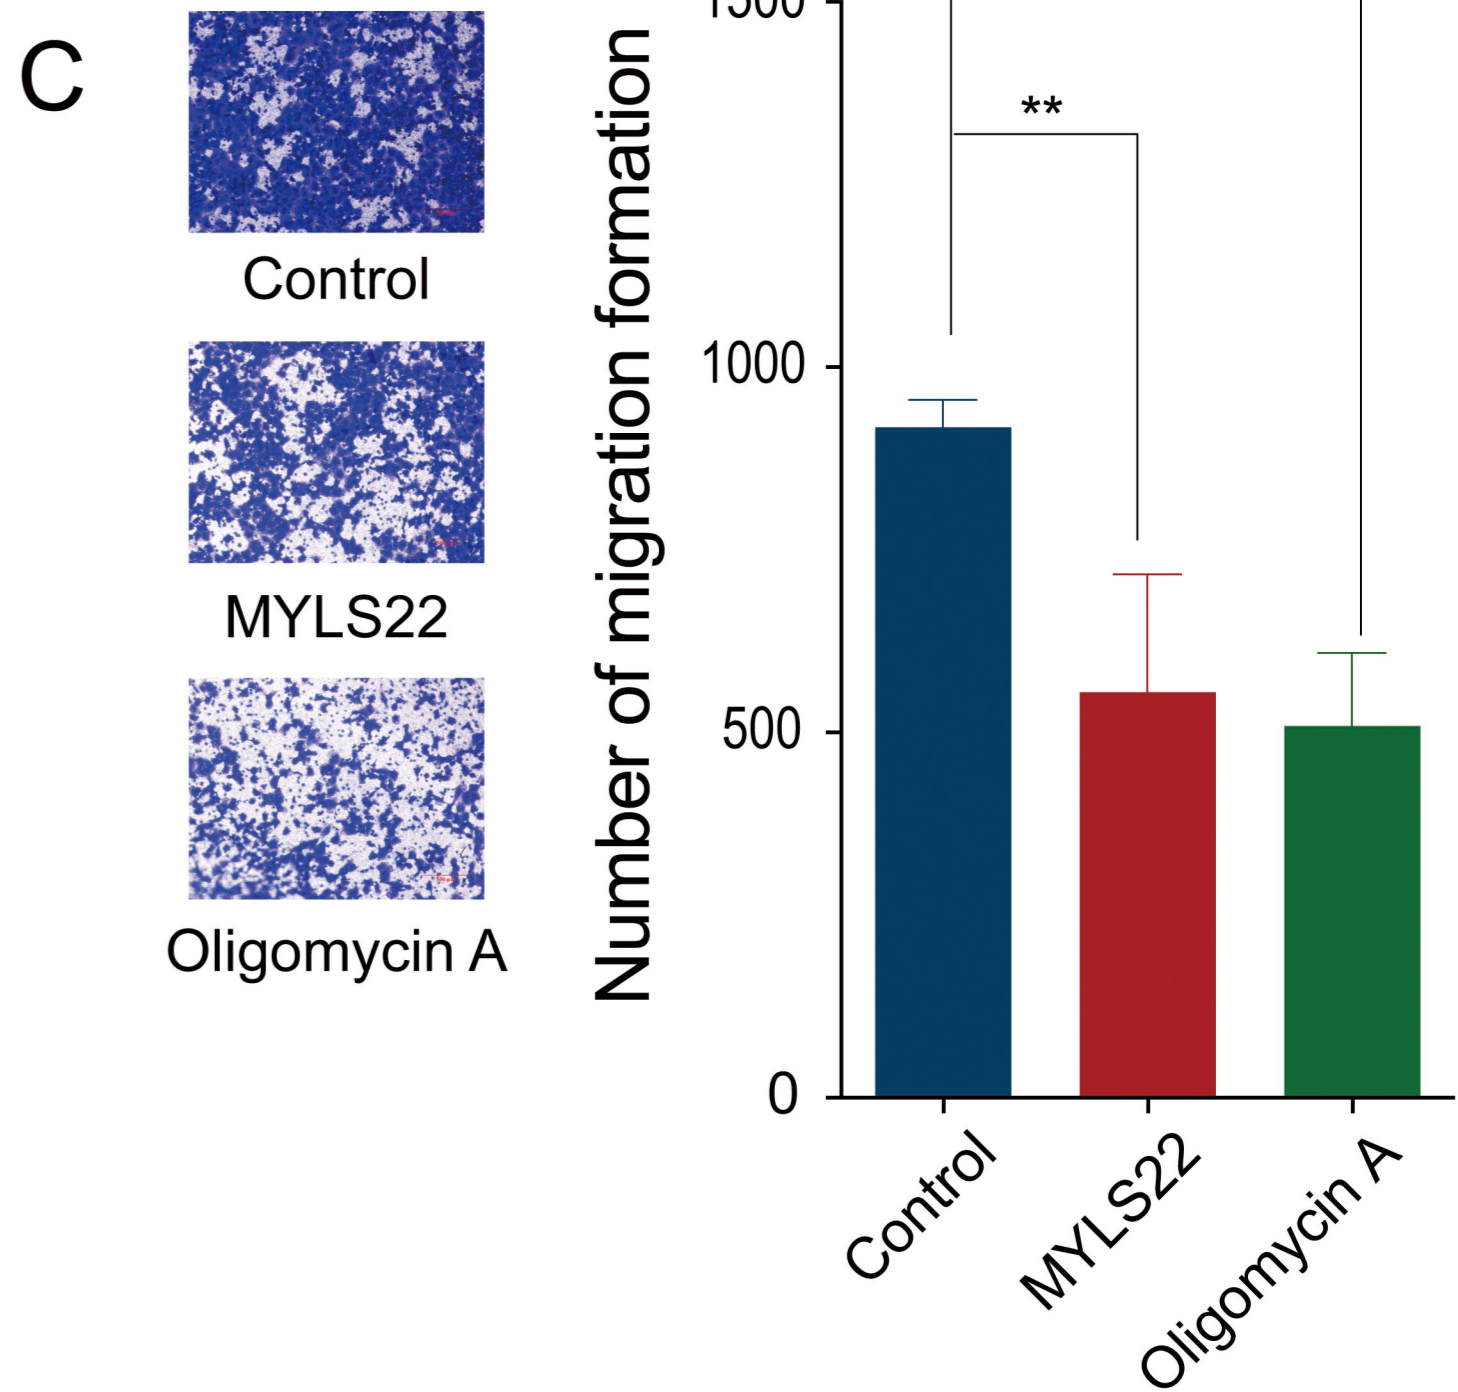 C
Control
MYLS22
Oligomycin A
Number of migration formation
**
1000
500
0
Control
MYLS22
Oligomycin A